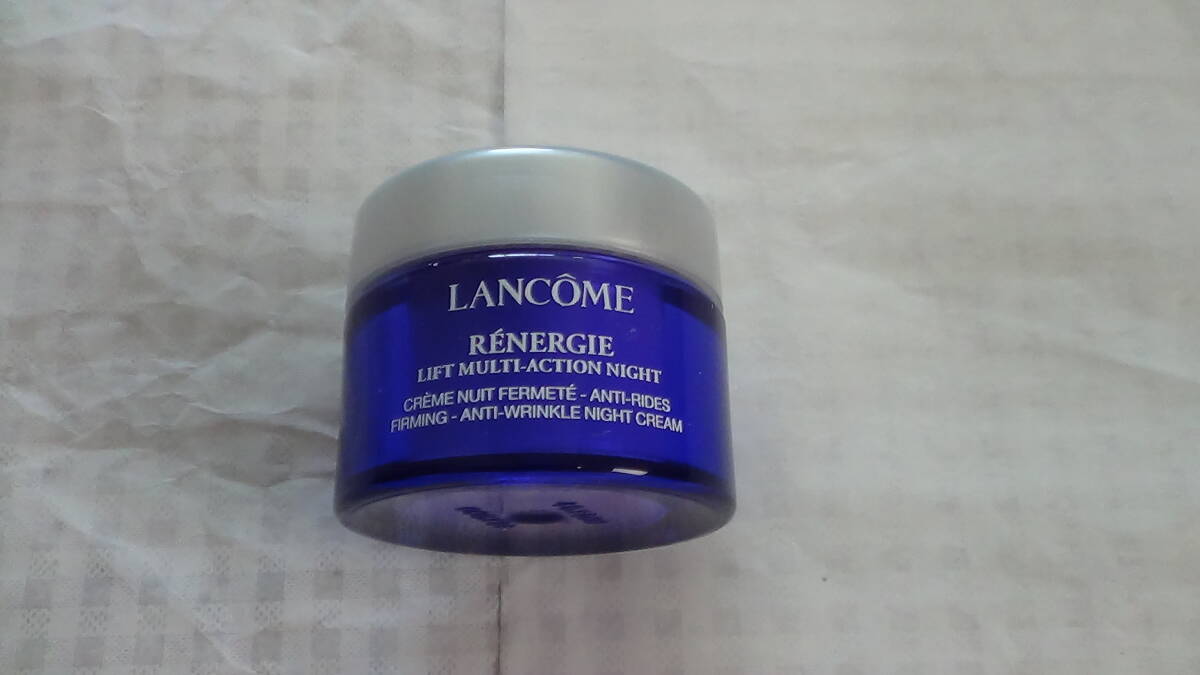 LANCÔME
RÉNERGIE
LIFT MULTI-ACTION NIGHT
CRÈME NUIT FERMETÉ - ANTI-RIDES
FIRMING - ANTI-WRINKLE NIGHT CREAM